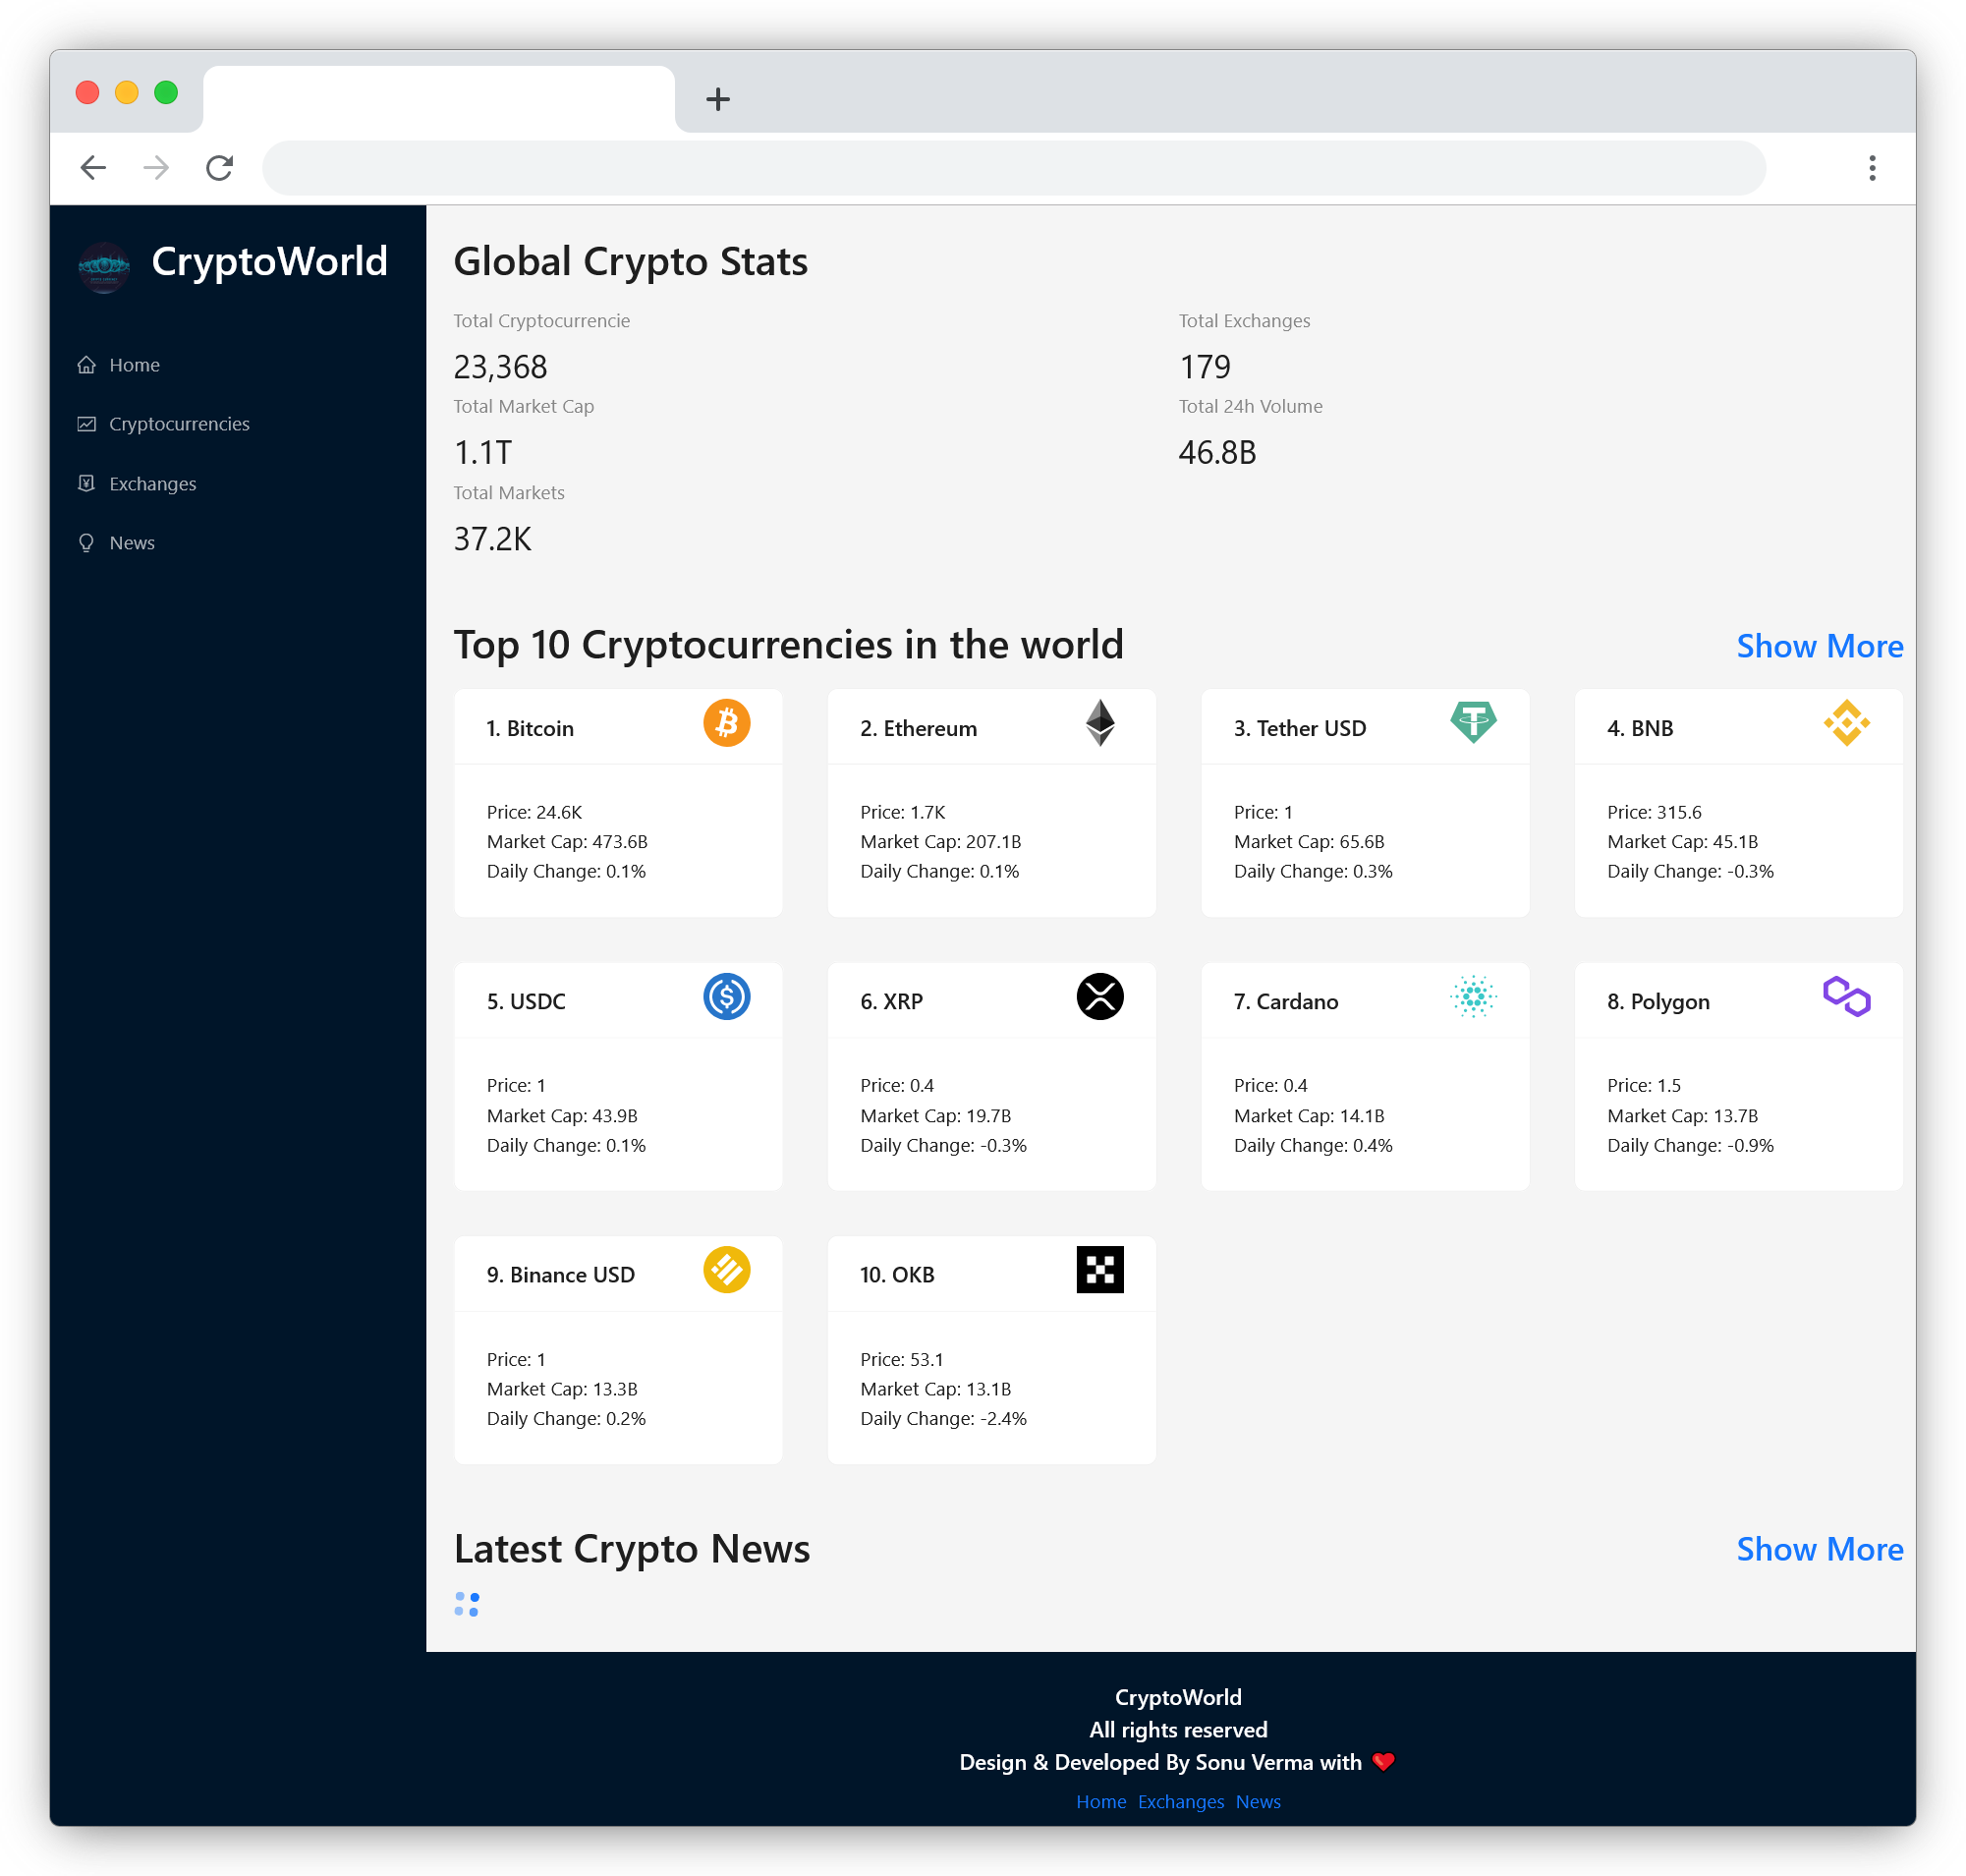 CryptoWorld
Home
Cryptocurrencies
Exchanges
News
Global Crypto Stats
Total Cryptocurrencie
23,368
Total Exchanges
179
Total Market Cap
1.1T
Total 24h Volume
46.8B
Total Markets
37.2K
Top 10 Cryptocurrencies in the world
Show More
1. Bitcoin
Price: 24.6K
Market Cap: 473.6B
Daily Change: 0.1%
2. Ethereum
Price: 1.7K
Market Cap: 207.1B
Daily Change: 0.1%
3. Tether USD
Price: 1
Market Cap: 65.6B
Daily Change: 0.3%
4. BNB
Price: 315.6
Market Cap: 45.1B
Daily Change: -0.3%
5. USDC
Price: 1
Market Cap: 43.9B
Daily Change: 0.1%
6. XRP
Price: 0.4
Market Cap: 19.7B
Daily Change: -0.3%
7. Cardano
Price: 0.4
Market Cap: 14.1B
Daily Change: 0.4%
8. Polygon
Price: 1.5
Market Cap: 13.7B
Daily Change: -0.9%
9. Binance USD
Price: 1
Market Cap: 13.3B
Daily Change: 0.2%
10. OKB
Price: 53.1
Market Cap: 13.1B
Daily Change: -2.4%
Latest Crypto News
Show More
CryptoWorld
All rights reserved
Design & Developed By Sonu Verma with ❤️
Home Exchanges News